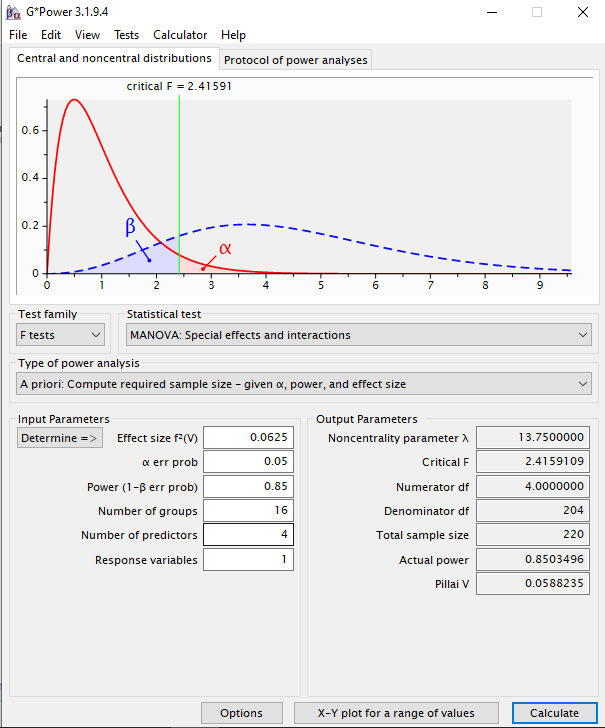 G*Power 3.1.9.4
File Edit View Tests Calculator Help
Central and noncentral distributions Protocol of power analyses
critical F = 2.41591
0.6
0.4
0.2
0
β
α
0 1 2 3 4 5 6 7 8 9
Test family Statistical test
F tests MANOVA: Special effects and interactions
Type of power analysis
A priori: Compute required sample size - given α, power, and effect size
Input Parameters
Determine => Effect size f²(V) 0.0625
α err prob 0.05
Power (1-β err prob) 0.85
Number of groups 16
Number of predictors 4
Response variables 1
Output Parameters
Noncentrality parameter λ 13.7500000
Critical F 2.4159109
Numerator df 4.0000000
Denominator df 204
Total sample size 220
Actual power 0.8503496
Pillai V 0.0588235
Options X-Y plot for a range of values Calculate